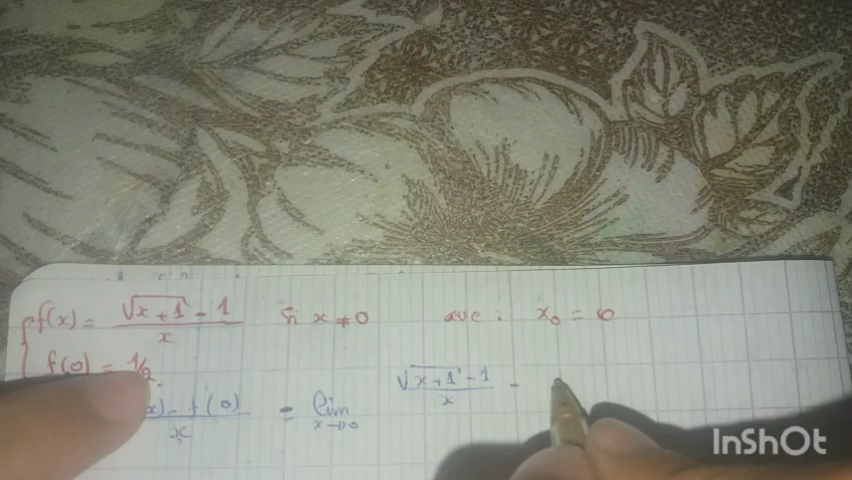 f(x) = (√(x+1) - 1)/x si x ≠ 0 avec : x₀ = 0
f(0) = 1/2
x) - f(0) / x = lim x→0 (√(x+1) - 1)/x -
InShOt